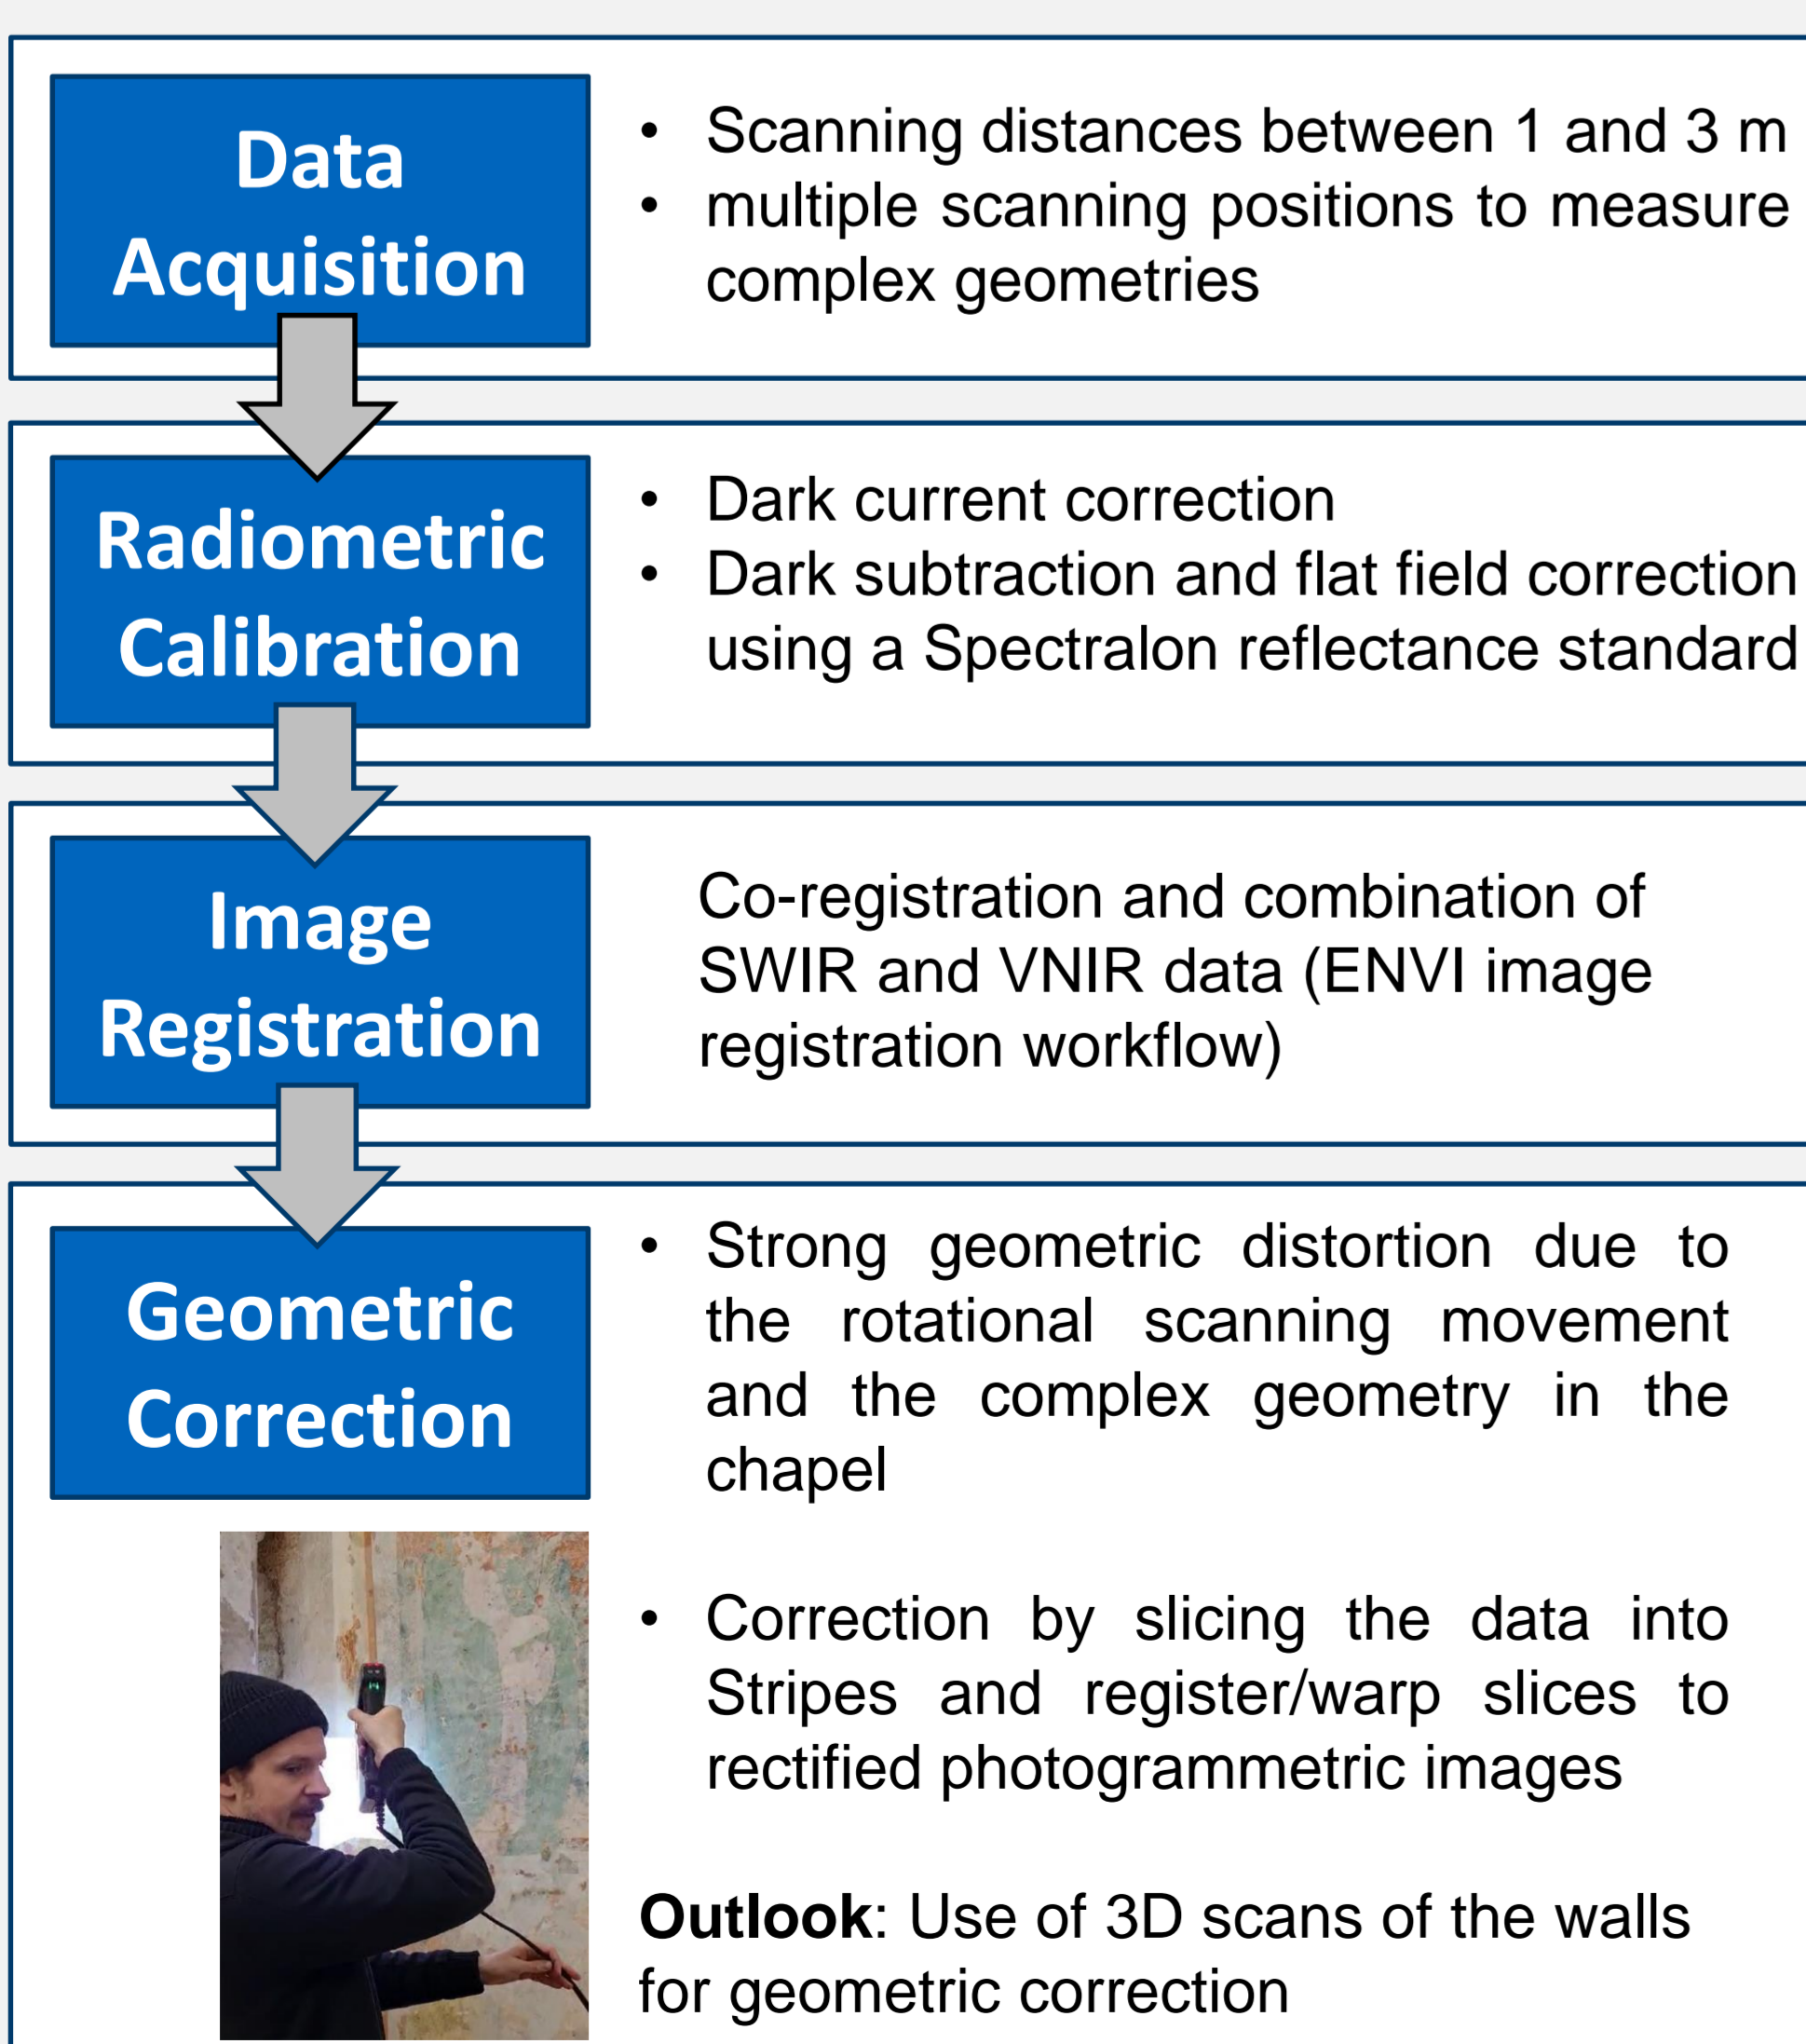 Data
Acquisition
• Scanning distances between 1 and 3 m
• multiple scanning positions to measure
complex geometries
Radiometric
Calibration
• Dark current correction
• Dark subtraction and flat field correction
using a Spectralon reflectance standard
Image
Registration
Co-registration and combination of
SWIR and VNIR data (ENVI image
registration workflow)
Geometric
Correction
• Strong geometric distortion due to
the rotational scanning movement
and the complex geometry in the
chapel
• Correction by slicing the data into
Stripes and register/warp slices to
rectified photogrammetric images
Outlook: Use of 3D scans of the walls
for geometric correction